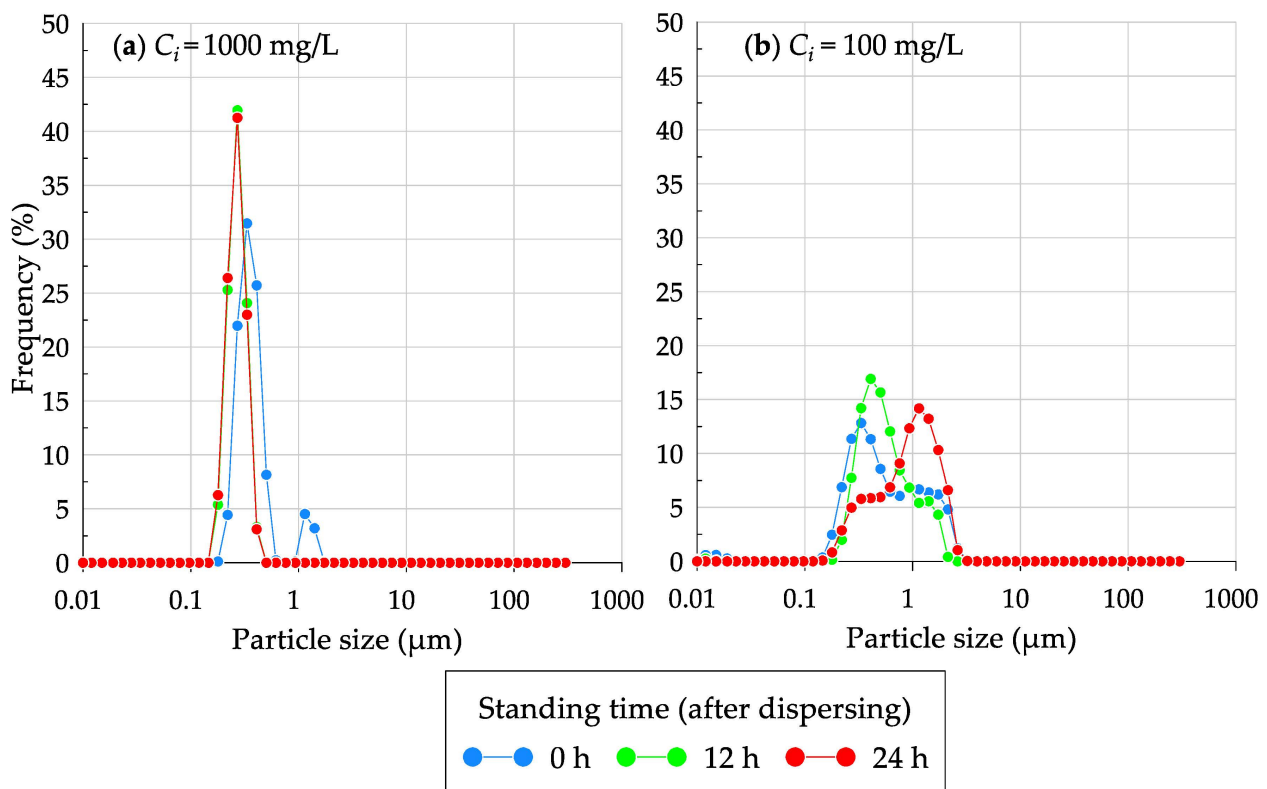 (a) Cᵢ = 1000 mg/L
50
45
40
35
30
25
20
15
10
5
0
Frequency (%)
0.01 0.1 1 10 100 1000
Particle size (µm)
(b) Cᵢ = 100 mg/L
50
45
40
35
30
25
20
15
10
5
0
0.01 0.1 1 10 100 1000
Particle size (µm)
Standing time (after dispersing)
0 h 12 h 24 h